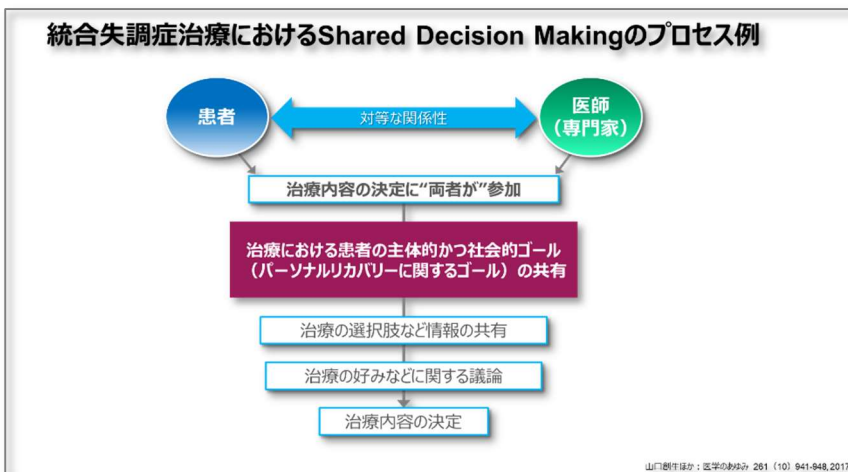 統合失調症治療におけるShared Decision Makingのプロセス例
患者
対等な関係性
医師
（専門家）
治療内容の決定に“両者が”参加
治療における患者の主体的かつ社会的ゴール
（パーソナルリカバリーに関するゴール）の共有
治療の選択肢など情報の共有
治療の好みなどに関する議論
治療内容の決定
山口創生ほか：医学のあゆみ 261（10）941-948,2017